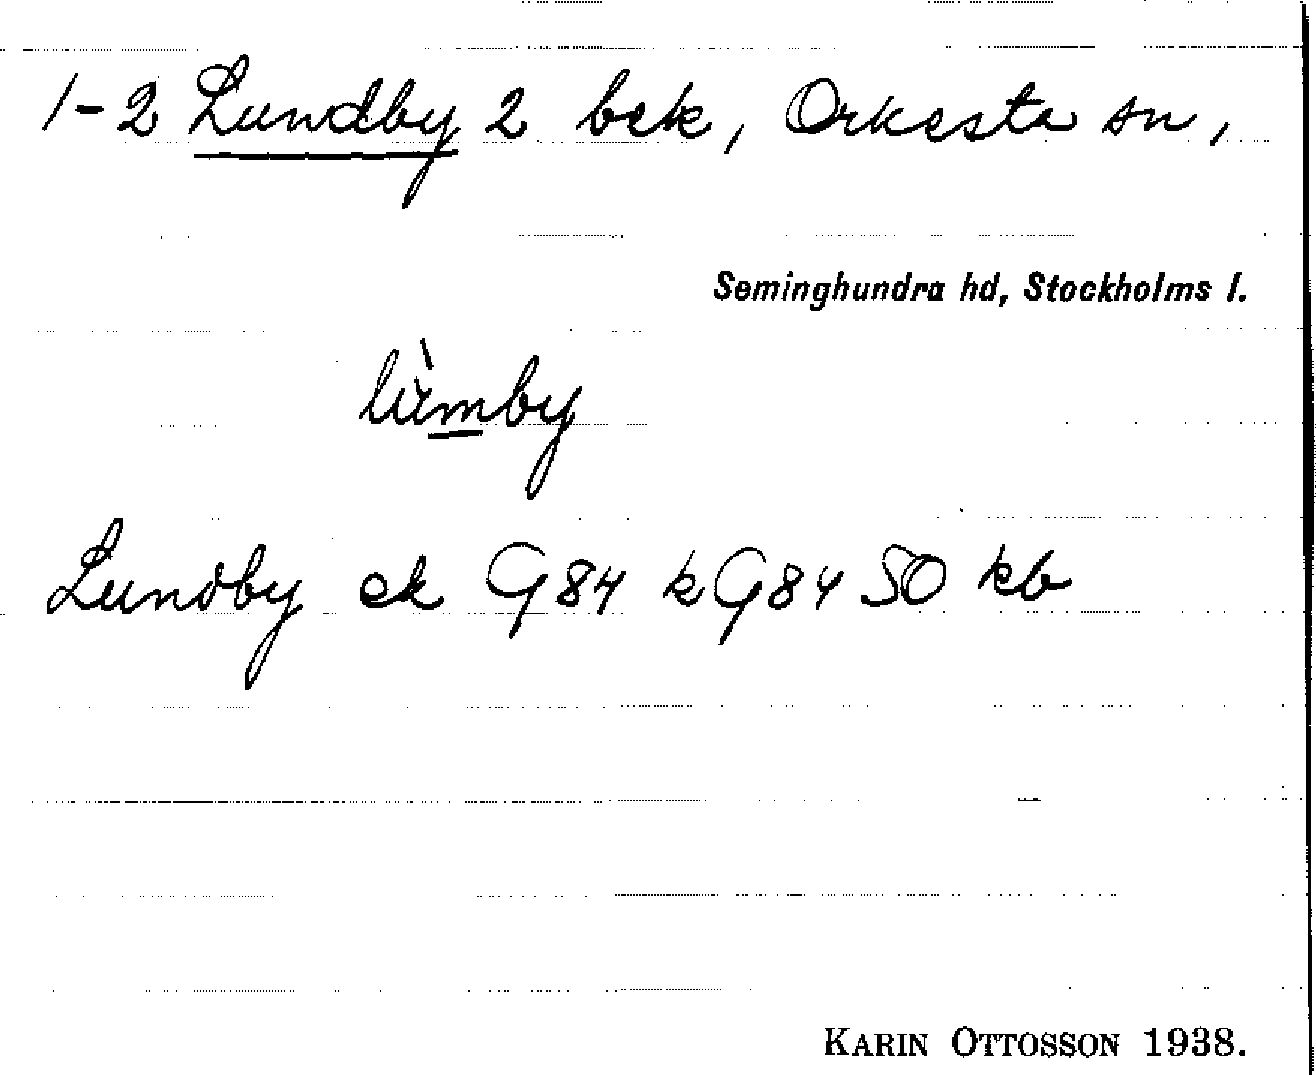 1-2 Lundby 2 bek, Orkesta sn,
Seminghundra hd, Stockholms l.
lùmby
Lundby ek G84 kG84 SO kb
KARIN OTTOSSON 1938.